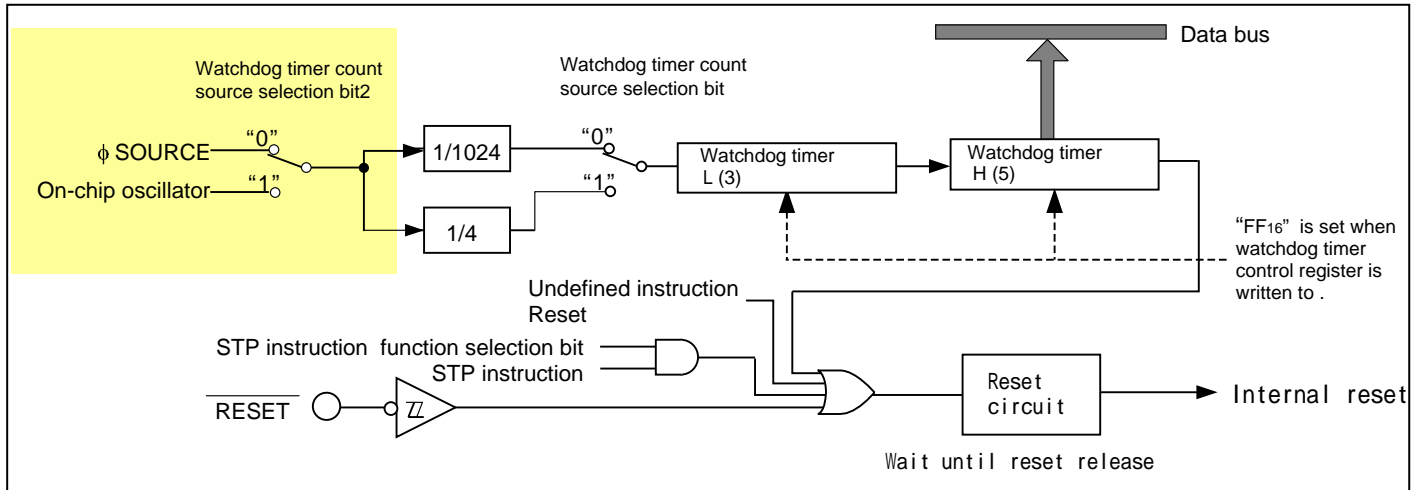 Data bus
Watchdog timer count
source selection bit2
Watchdog timer count
source selection bit
“0”
ϕ SOURCE
On-chip oscillator
“1”
1/1024
1/4
“0”
“1”
Watchdog timer
L (3)
Watchdog timer
H (5)
“FF16” is set when
watchdog timer
control register is
written to .
Undefined instruction
Reset
STP instruction function selection bit
STP instruction
RESET
Reset
circuit
Internal reset
Wait until reset release